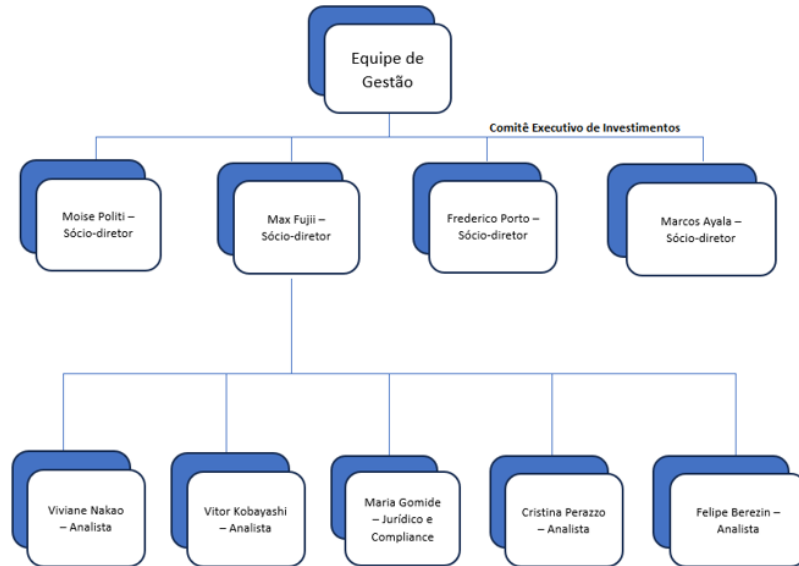 Equipe de
Gestão
Comitê Executivo de Investimentos
Moise Politi –
Sócio-diretor
Max Fujii –
Sócio-diretor
Frederico Porto –
Sócio-diretor
Marcos Ayala –
Sócio-diretor
Viviane Nakao
– Analista
Vitor Kobayashi
– Analista
Maria Gomide
– Jurídico e
Compliance
Cristina Perazzo
– Analista
Felipe Berezin –
Analista